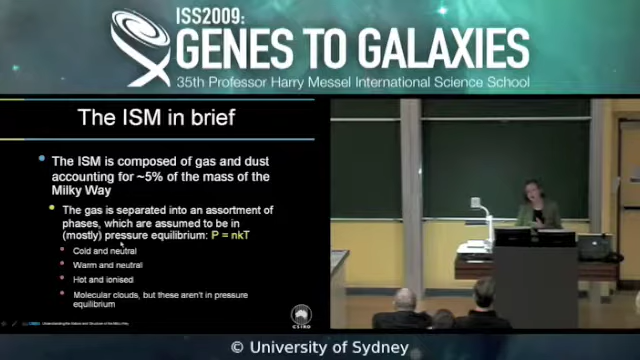 ISS2009:
GENES TO GALAXIES
35th Professor Harry Messel International Science School
The ISM in brief
The ISM is composed of gas and dust
accounting for ~5% of the mass of the
Milky Way
The gas is separated into an assortment of
phases, which are assumed to be in
(mostly) pressure equilibrium: P = nkT
Cold and neutral
Warm and neutral
Hot and ionised
Molecular clouds, but these aren't in pressure
equilibrium
CSIRO
© University of Sydney